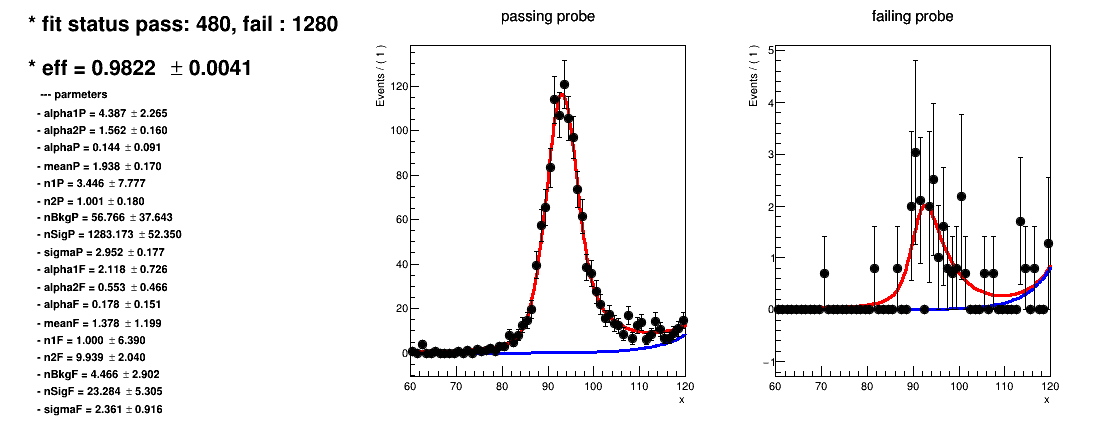 * fit status pass: 480, fail : 1280
* eff = 0.9822 ± 0.0041
--- parmeters
- alpha1P = 4.387 ± 2.265
- alpha2P = 1.562 ± 0.160
- alphaP = 0.144 ± 0.091
- meanP = 1.938 ± 0.170
- n1P = 3.446 ± 7.777
- n2P = 1.001 ± 0.180
- nBkgP = 56.766 ± 37.643
- nSigP = 1283.173 ± 52.350
- sigmaP = 2.952 ± 0.177
- alpha1F = 2.118 ± 0.726
- alpha2F = 0.553 ± 0.466
- alphaF = 0.178 ± 0.151
- meanF = 1.378 ± 1.199
- n1F = 1.000 ± 6.390
- n2F = 9.939 ± 2.040
- nBkgF = 4.466 ± 2.902
- nSigF = 23.284 ± 5.305
- sigmaF = 2.361 ± 0.916
passing probe
Events / ( 1 )
120
100
80
60
40
20
0
60 70 80 90 100 110 120
x
failing probe
Events / ( 1 )
5
4
3
2
1
0
−1
60 70 80 90 100 110 120
x